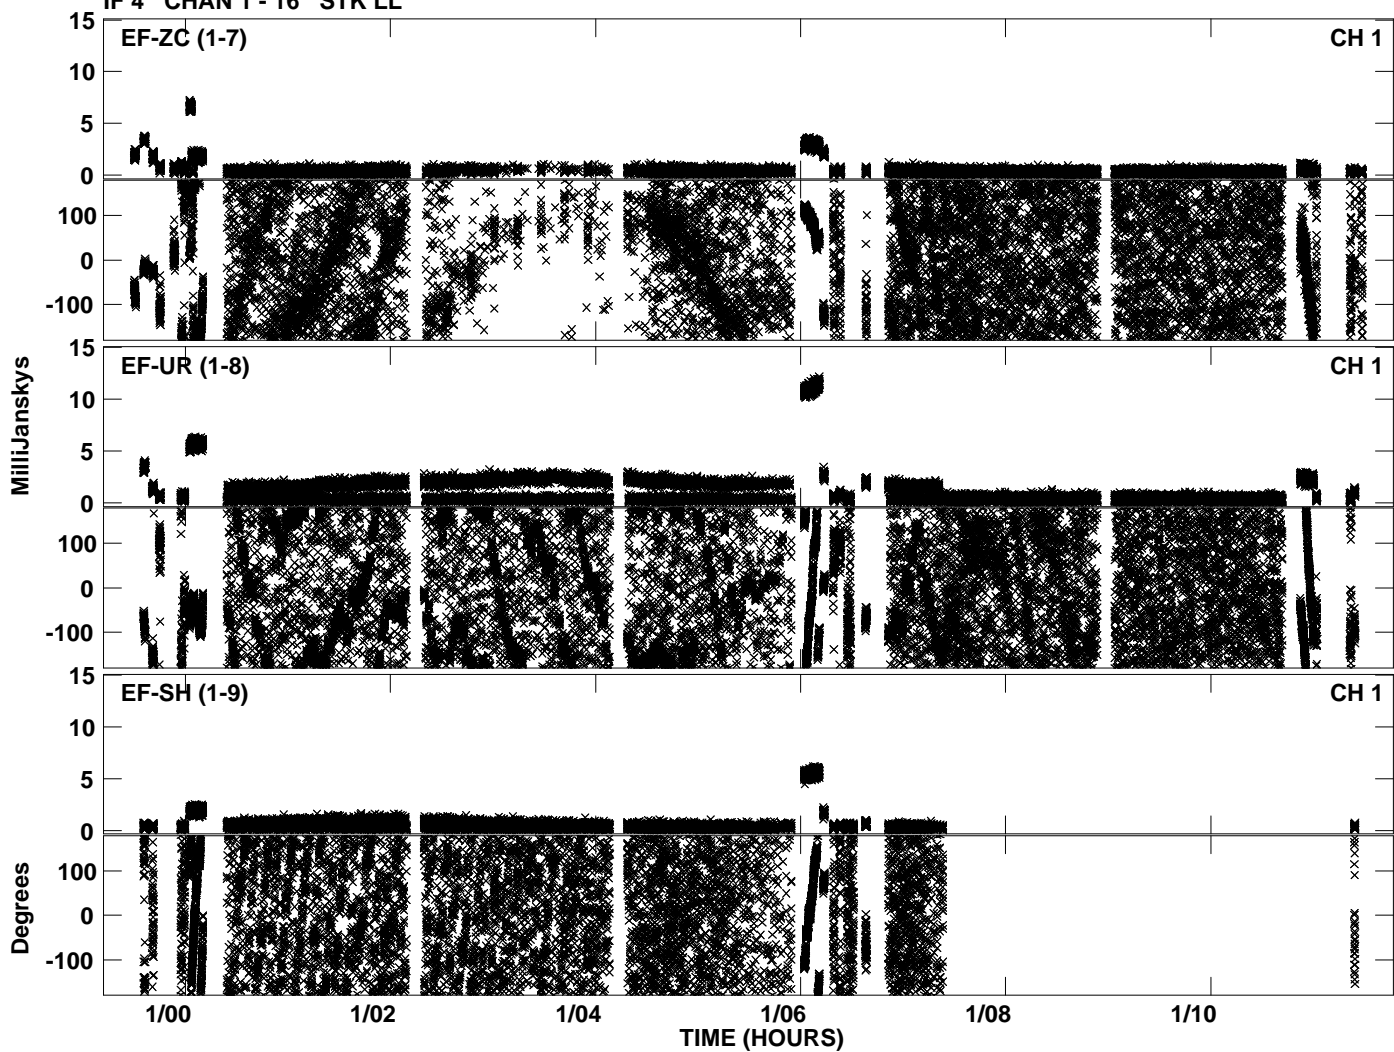 IF 4 CHAN 1 - 16 STK LL
EF-ZC (1-7) CH 1
15
10
5
0
100
0
-100
EF-UR (1-8) CH 1
15
10
5
0
100
0
-100
EF-SH (1-9) CH 1
15
10
5
0
100
0
-100
MilliJanskys
Degrees
1/00 1/02 1/04 1/06 1/08 1/10
TIME (HOURS)